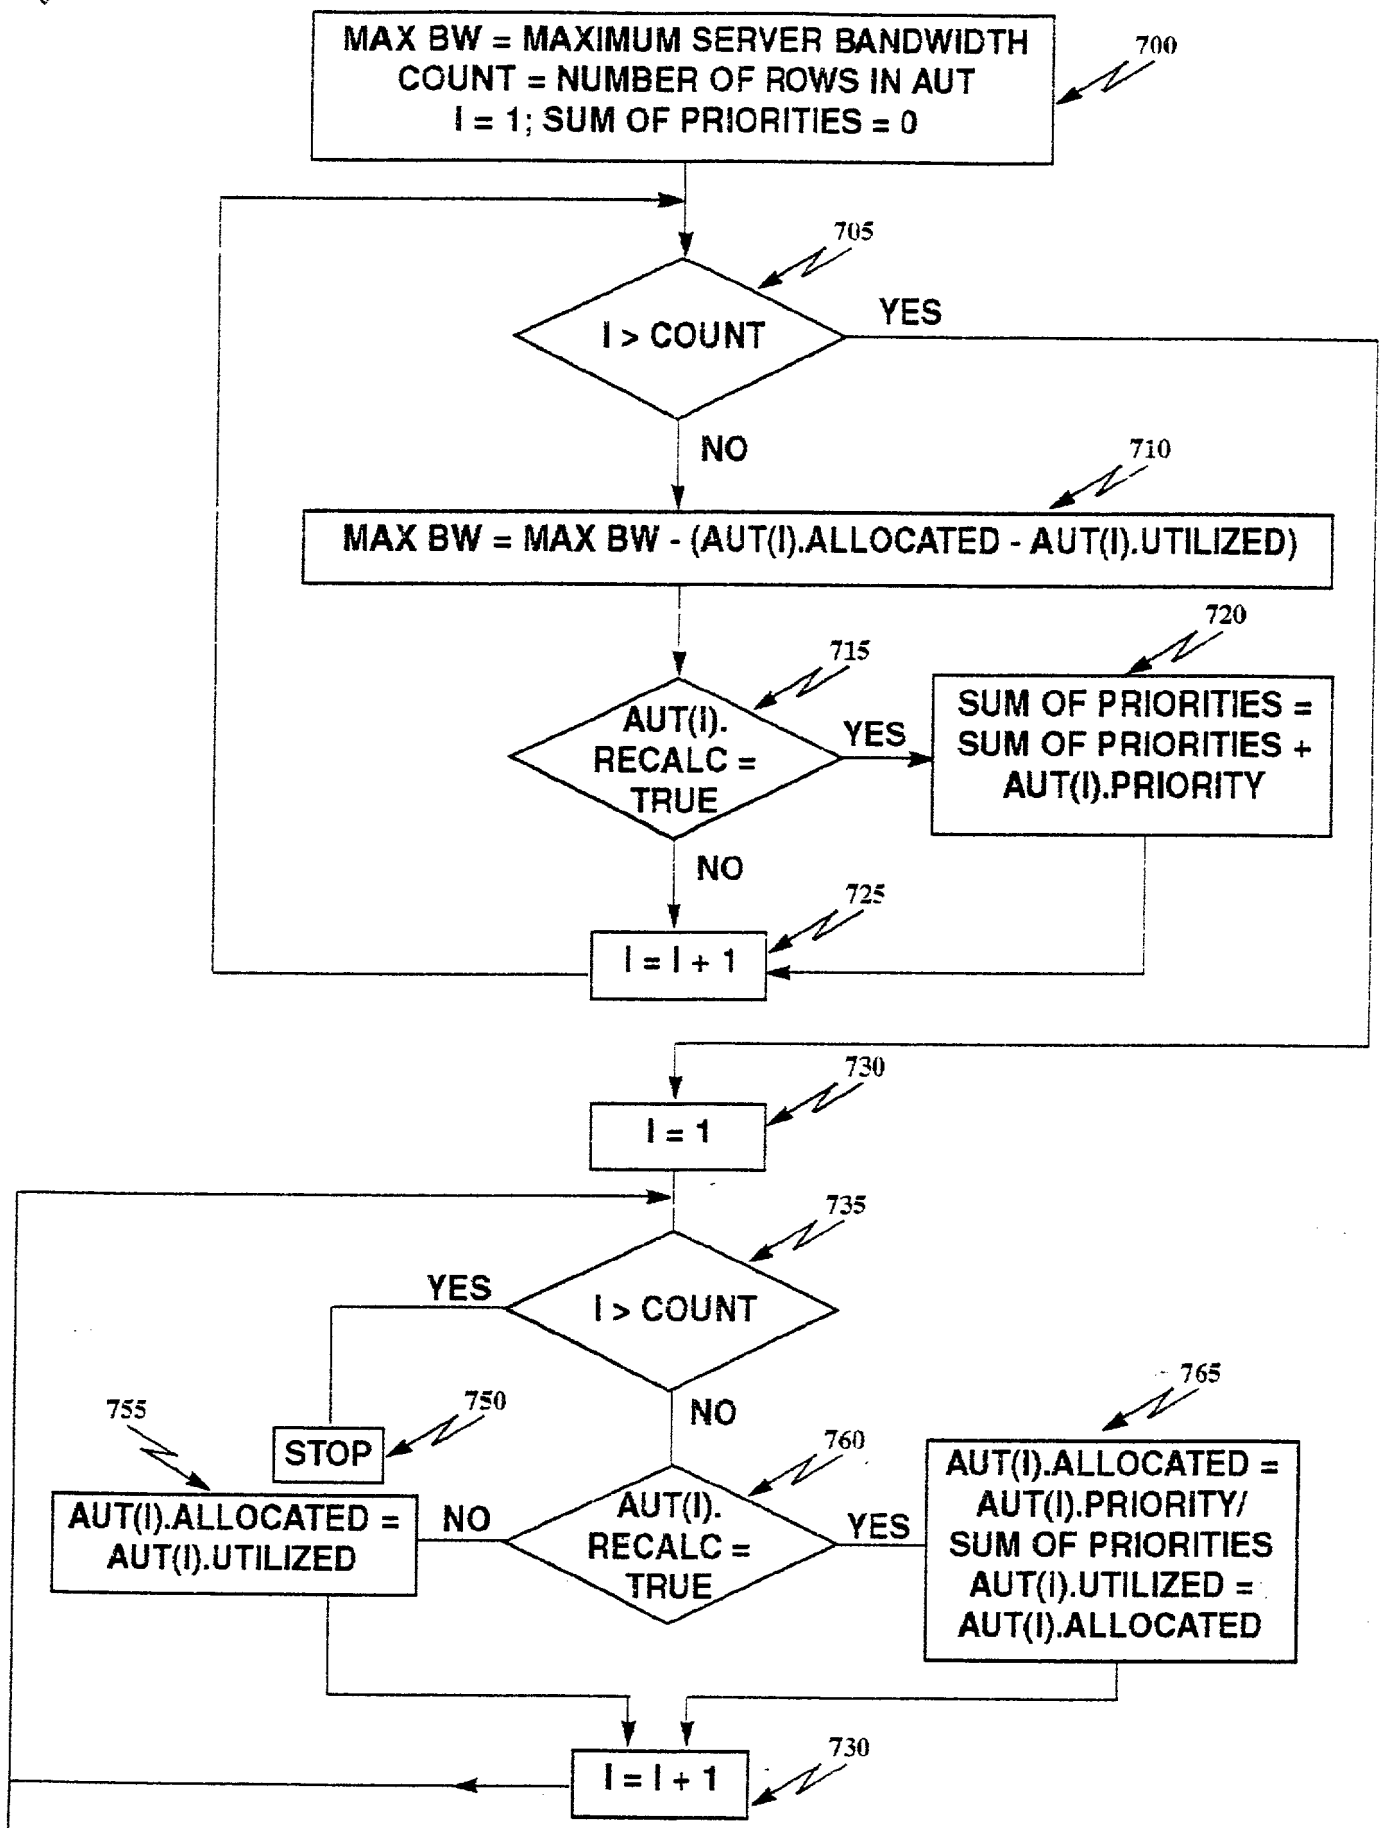 MAX BW = MAXIMUM SERVER BANDWIDTH
COUNT = NUMBER OF ROWS IN AUT
I = 1; SUM OF PRIORITIES = 0
700
705
I > COUNT
YES
NO
710
MAX BW = MAX BW - (AUT(I).ALLOCATED - AUT(I).UTILIZED)
715
AUT(I).
RECALC =
TRUE
YES
NO
720
SUM OF PRIORITIES =
SUM OF PRIORITIES +
AUT(I).PRIORITY
725
I = I + 1
730
I = 1
735
I > COUNT
YES
NO
750
STOP
755
AUT(I).ALLOCATED =
AUT(I).UTILIZED
760
AUT(I).
RECALC =
TRUE
NO
YES
765
AUT(I).ALLOCATED =
AUT(I).PRIORITY/
SUM OF PRIORITIES
AUT(I).UTILIZED =
AUT(I).ALLOCATED
730
I = I + 1